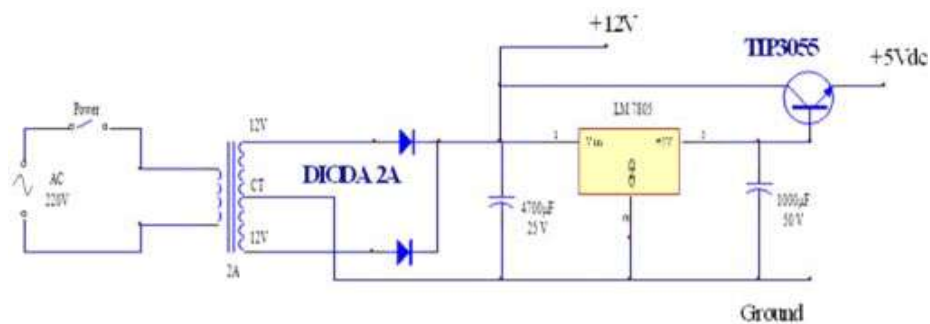 +12V
TIP3055
+5Vdc
Power
12V
LM 7805
1
Vin
+5V
AC
220V
DIODA 2A
CT
4700µF
25 V
1000µF
50 V
12V
2A
Ground